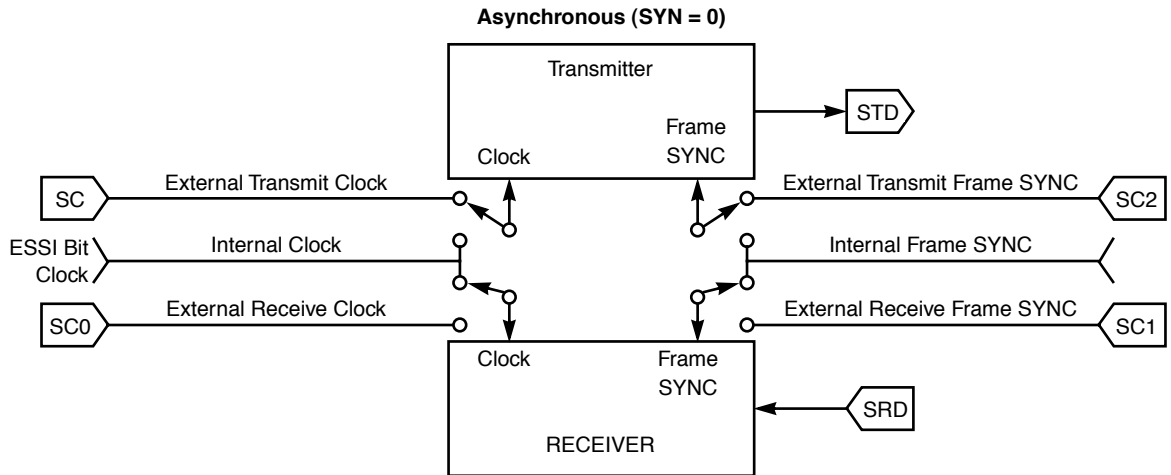 Asynchronous (SYN = 0)
Transmitter
STD
Frame
SYNC
Clock
SC
External Transmit Clock
External Transmit Frame SYNC
SC2
ESSI Bit
Clock
Internal Clock
Internal Frame SYNC
SC0
External Receive Clock
External Receive Frame SYNC
SC1
Clock
Frame
SYNC
SRD
RECEIVER